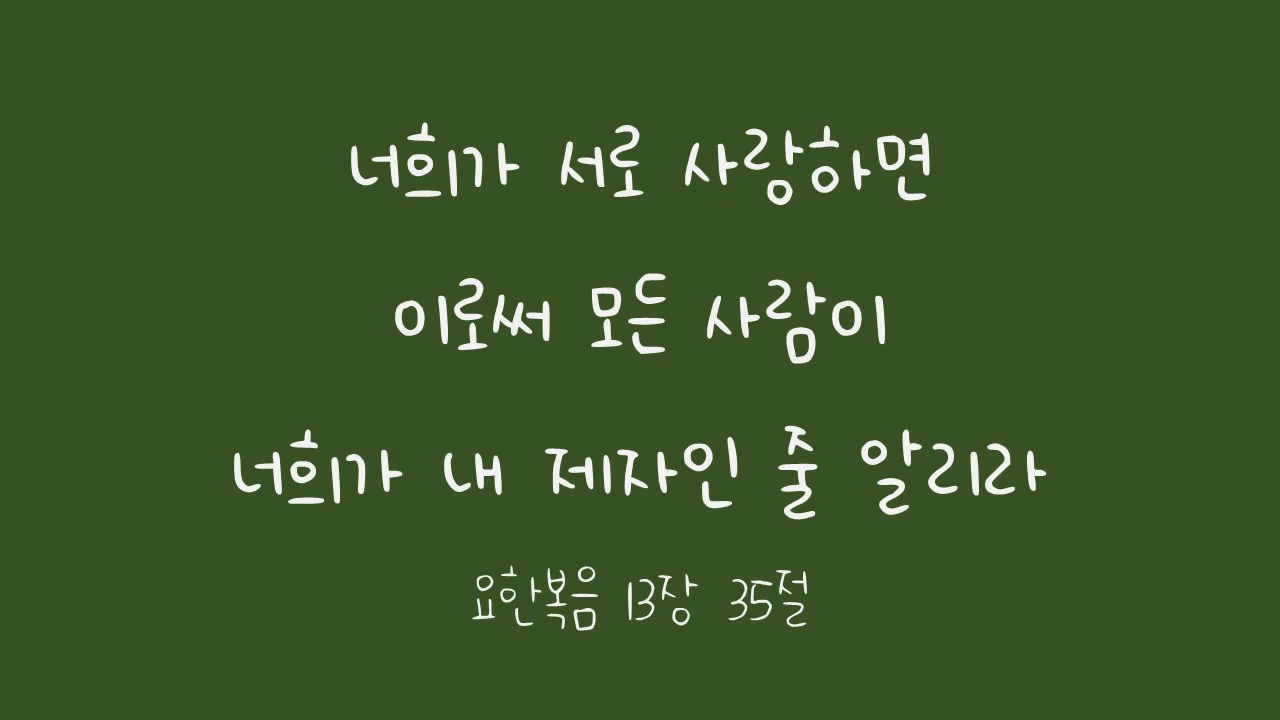 너희가 서로 사랑하면
이로써 모든 사람이
너희가 내 제자인 줄 알리라
요한복음 13장 35절